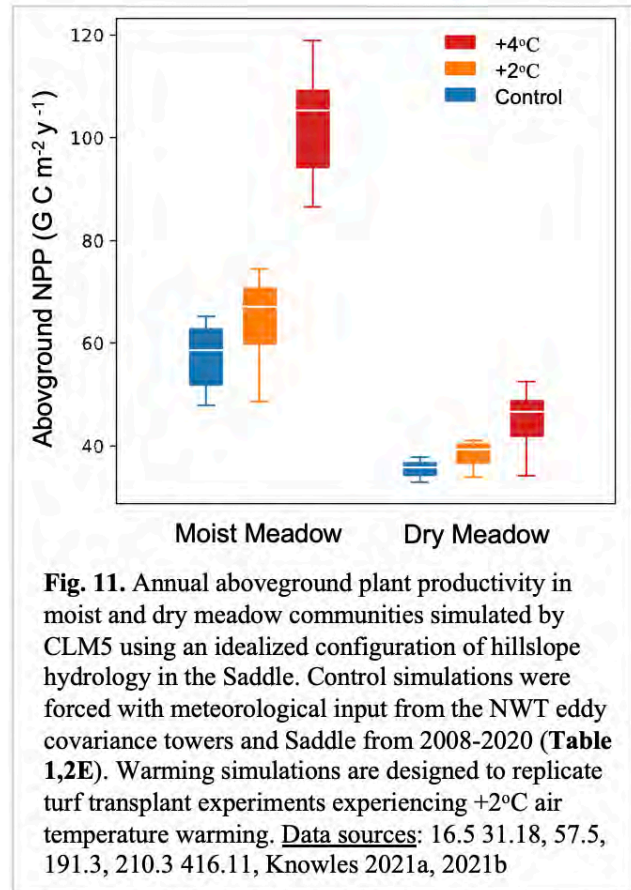 120
100
80
60
40
Abovground NPP (G C m-2 y -1)
+4°C
+2°C
Control
Moist Meadow Dry Meadow
Fig. 11. Annual aboveground plant productivity in
moist and dry meadow communities simulated by
CLM5 using an idealized configuration of hillslope
hydrology in the Saddle. Control simulations were
forced with meteorological input from the NWT eddy
covariance towers and Saddle from 2008-2020 (Table
1,2E). Warming simulations are designed to replicate
turf transplant experiments experiencing +2°C air
temperature warming. Data sources: 16.5 31.18, 57.5,
191.3, 210.3 416.11, Knowles 2021a, 2021b